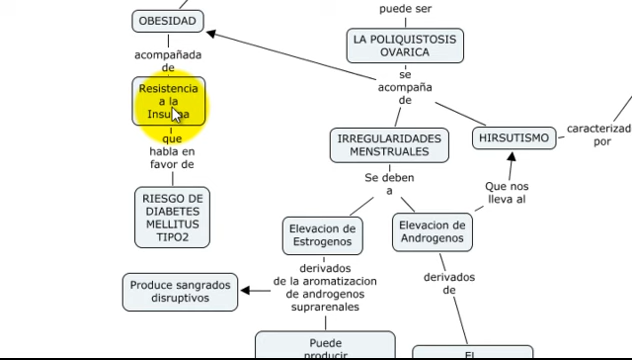 puede ser
OBESIDAD
LA POLIQUISTOSIS
OVARICA
acompañada
de
se
acompaña
de
Resistencia
a la
Insulina
que
habla en
favor de
IRREGULARIDADES
MENSTRUALES
HIRSUTISMO
caracterizad
por
Se deben
a
Que nos
lleva al
RIESGO DE
DIABETES
MELLITUS
TIPO2
Elevacion de
Estrogenos
Elevacion de
Androgenos
derivados
de la aromatizacion
de androgenos
suprarenales
derivados
de
Produce sangrados
disruptivos
Puede
producir
El